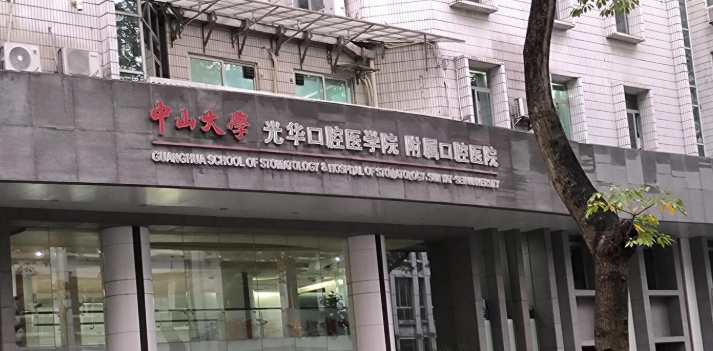 中山大學 光华口腔医学院 附属口腔医院
GUANGHUA SCHOOL OF STOMATOLOGY & HOSPITAL OF STOMATOLOGY, SUN YAT-SEN UNIVERSITY